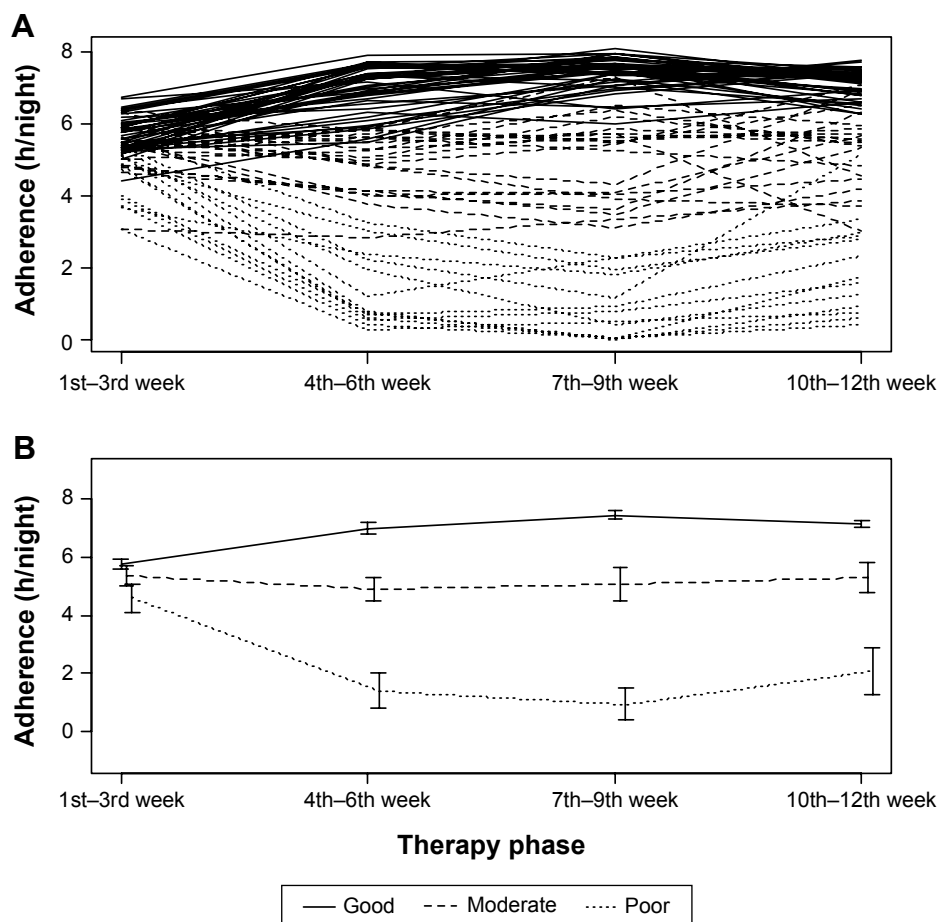 A
Adherence (h/night)
8
6
4
2
0
1st–3rd week 4th–6th week 7th–9th week 10th–12th week
B
Adherence (h/night)
8
6
4
2
0
1st–3rd week 4th–6th week 7th–9th week 10th–12th week
Therapy phase
Good Moderate Poor